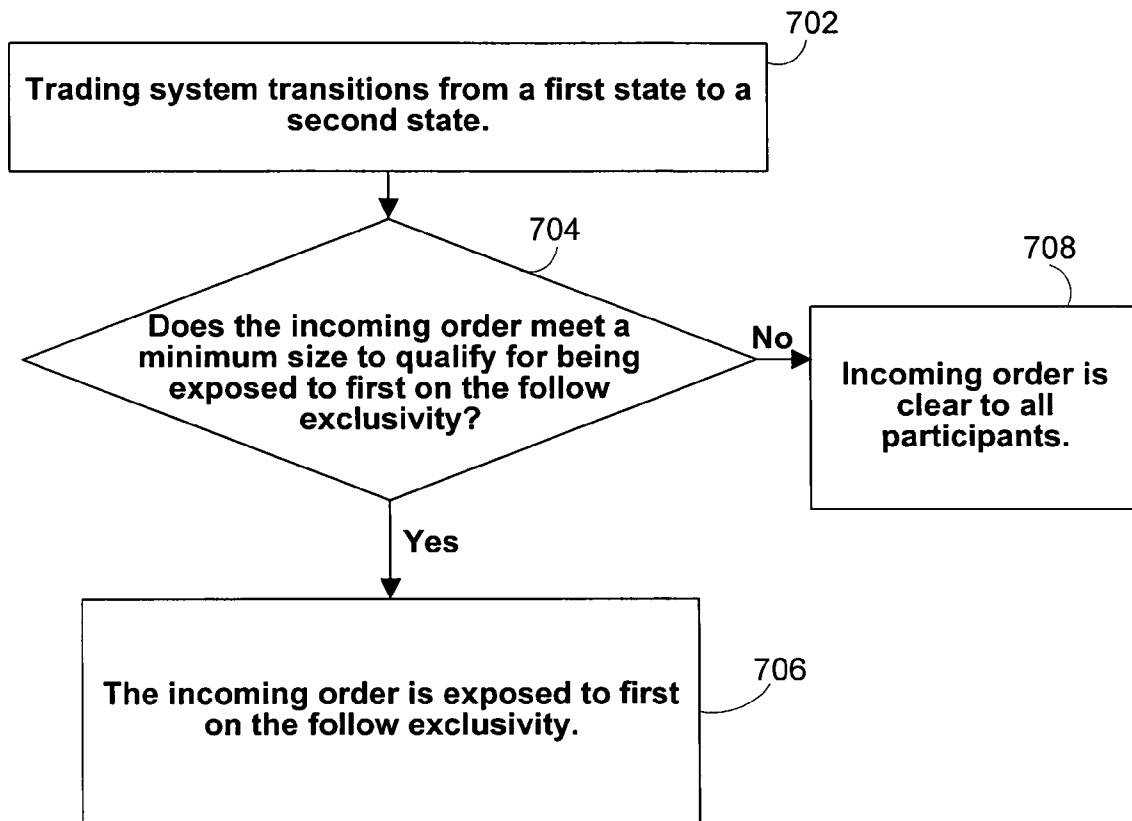 702
Trading system transitions from a first state to a
second state.
704
Does the incoming order meet a
minimum size to qualify for being
exposed to first on the follow
exclusivity?
No
708
Incoming order is
clear to all
participants.
Yes
706
The incoming order is exposed to first
on the follow exclusivity.